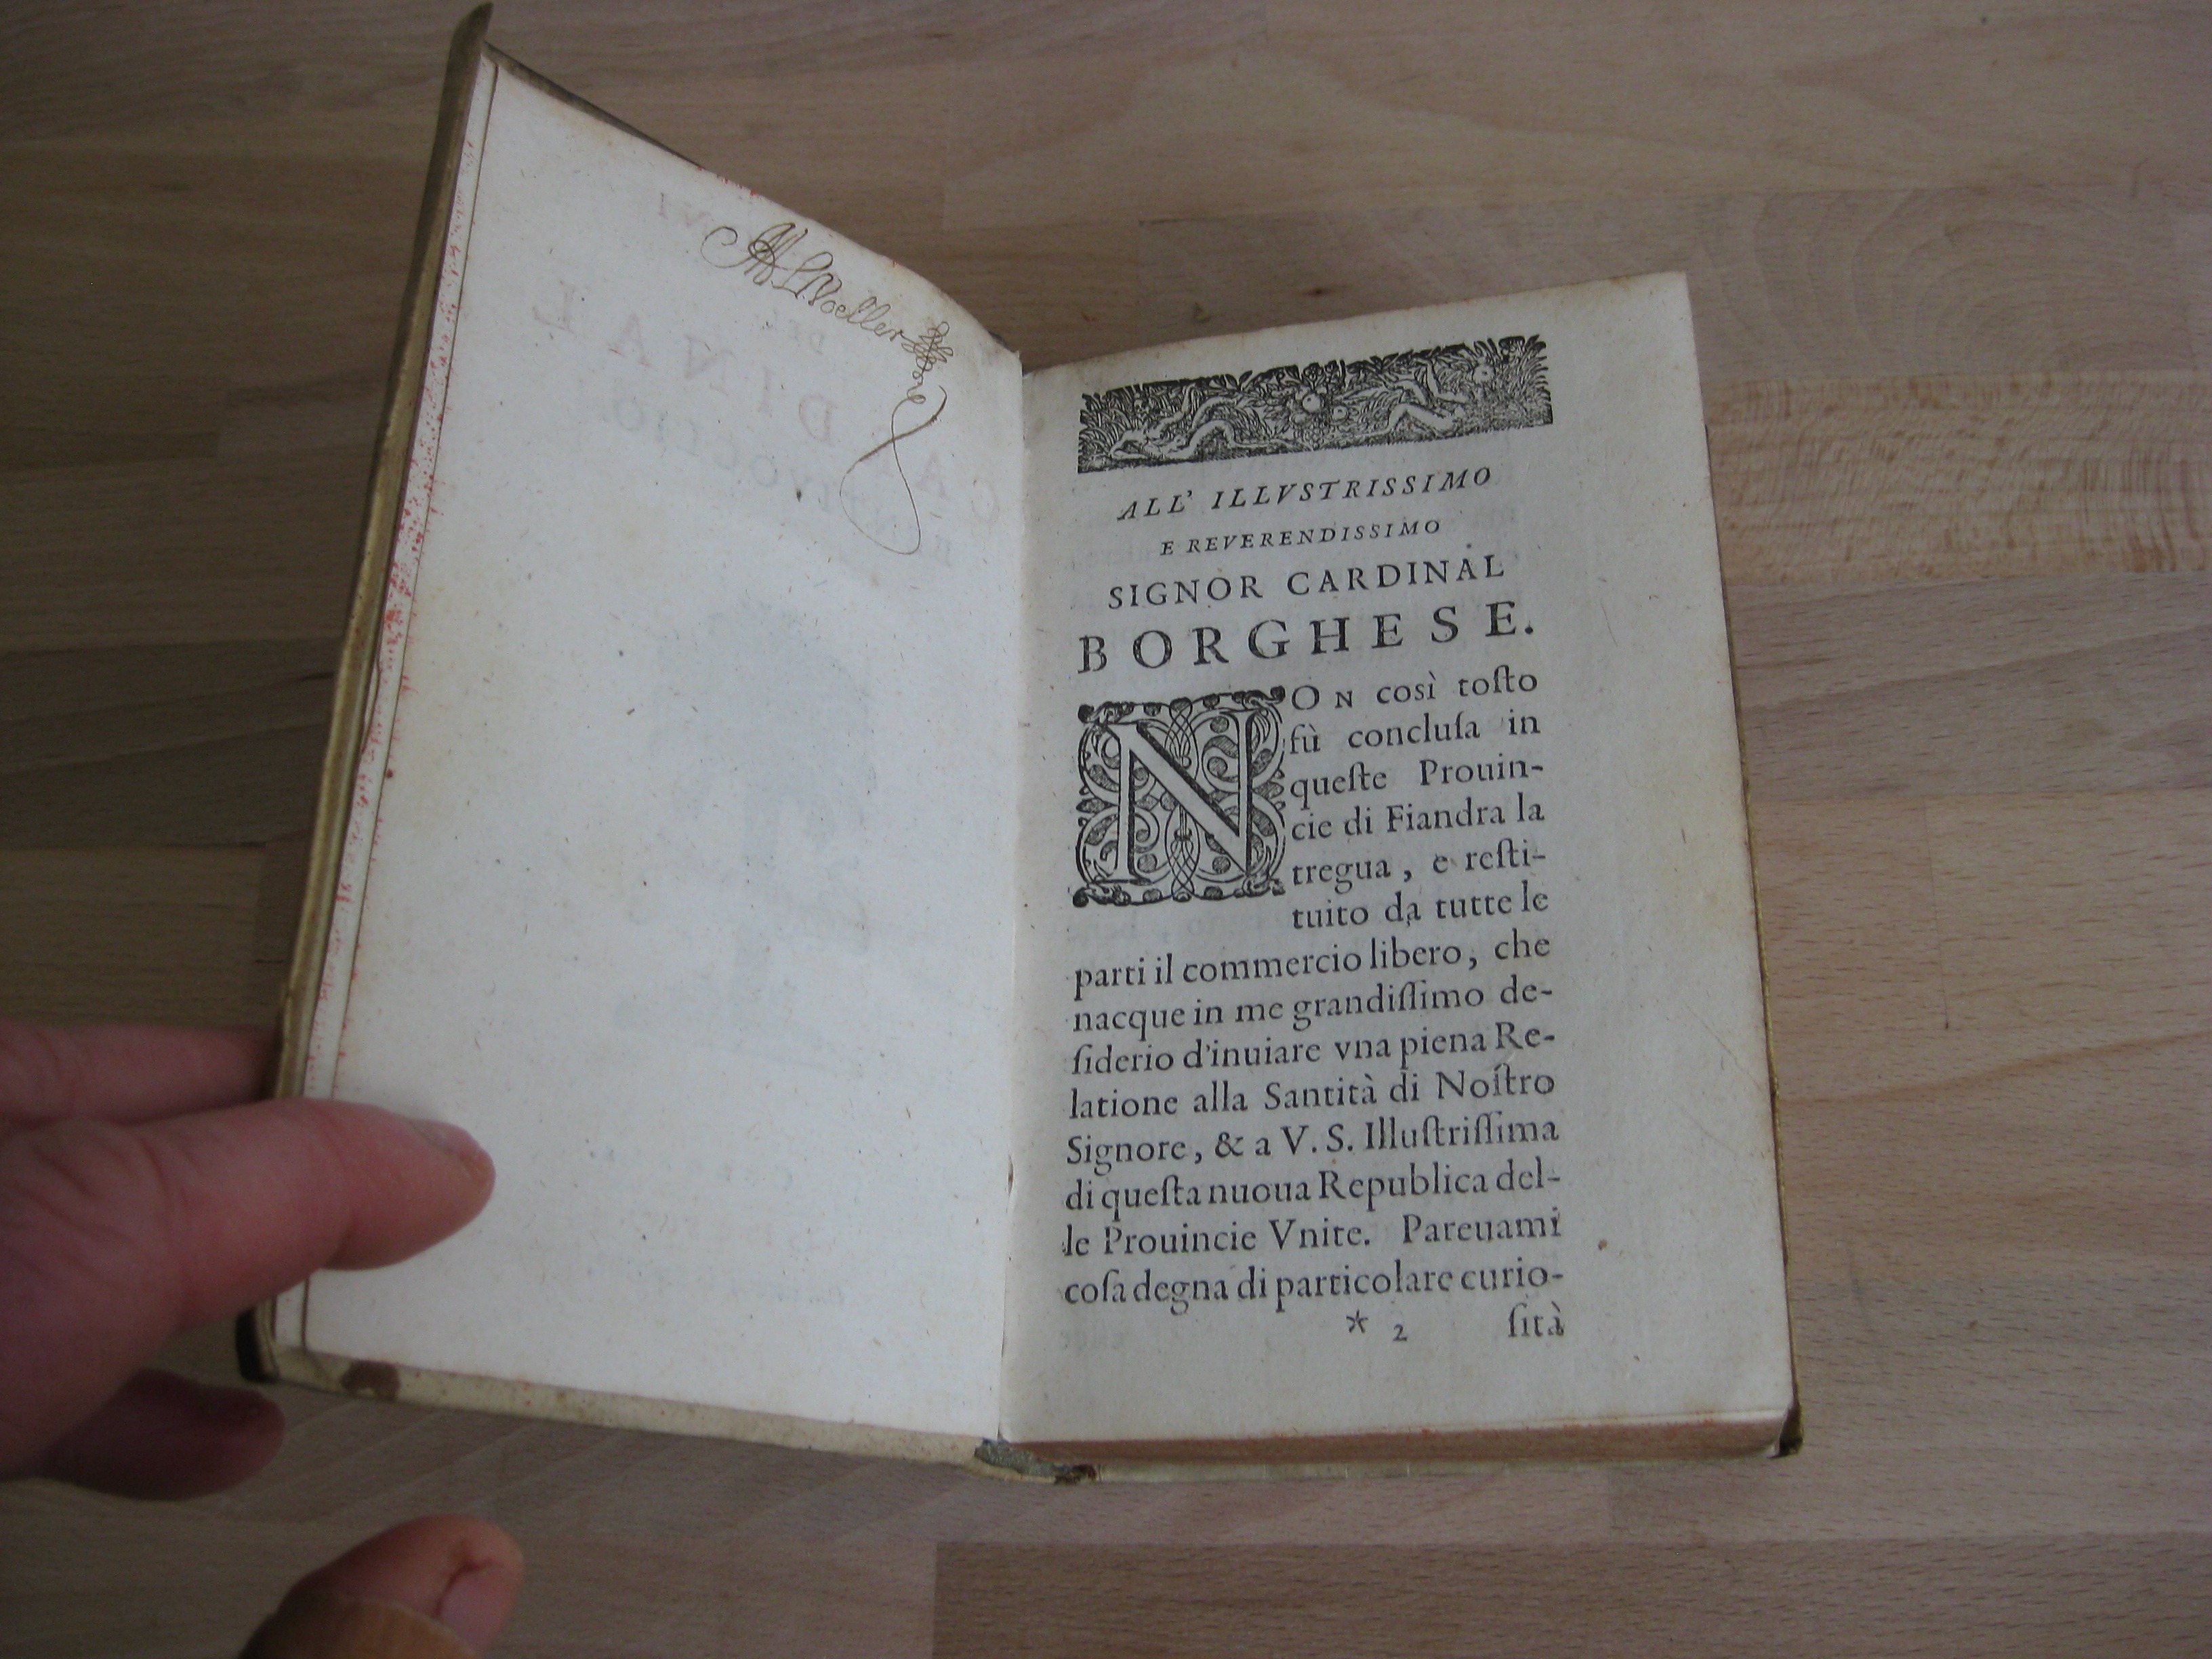 ALL' ILLVSTRISSIMO
E REVERENDISSIMO
SIGNOR CARDINAL
BORGHESE.
NON così toſto
fù concluſa in
queſte Prouin-
cie di Fiandra la
tregua, e reſti-
tuito da tutte le
parti il commercio libero, che
nacque in me grandiſſimo de-
ſiderio d'inuiare vna piena Re-
latione alla Santità di Noſtro
Signore, & a V. S. Illuſtriſſima
di queſta nuoua Republica del-
le Prouincie Vnite. Pareuami
coſa degna di particolare curio-
* 2 ſità